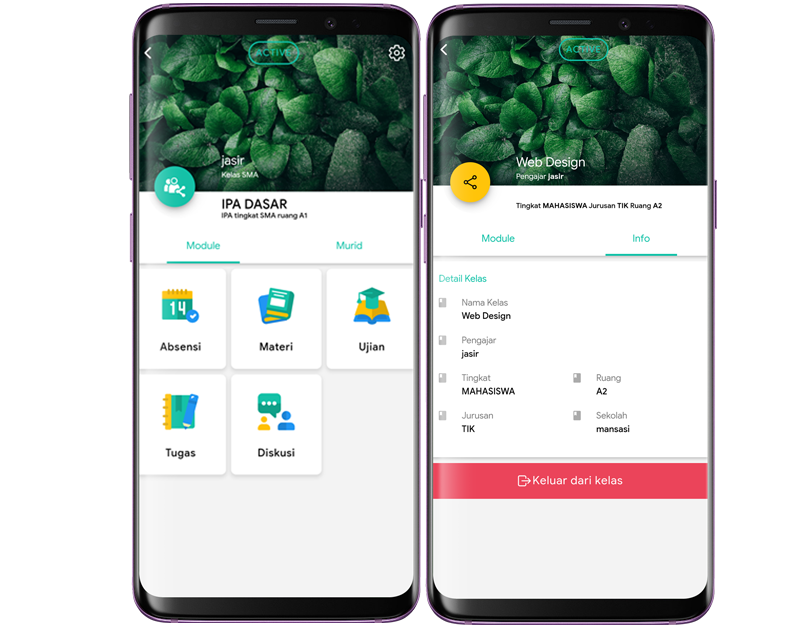 ACTIVE
jasir
Kelas SMA
IPA DASAR
IPA tingkat SMA ruang A1
Module
Murid
14
Absensi
Materi
Ujian
Tugas
Diskusi
ACTIVE
Web Design
Pengajar jasir
Tingkat MAHASISWA Jurusan TIK Ruang A2
Module
Info
Detail Kelas
Nama Kelas
Web Design
Pengajar
jasir
Tingkat
MAHASISWA
Ruang
A2
Jurusan
TIK
Sekolah
mansasi
Keluar dari kelas